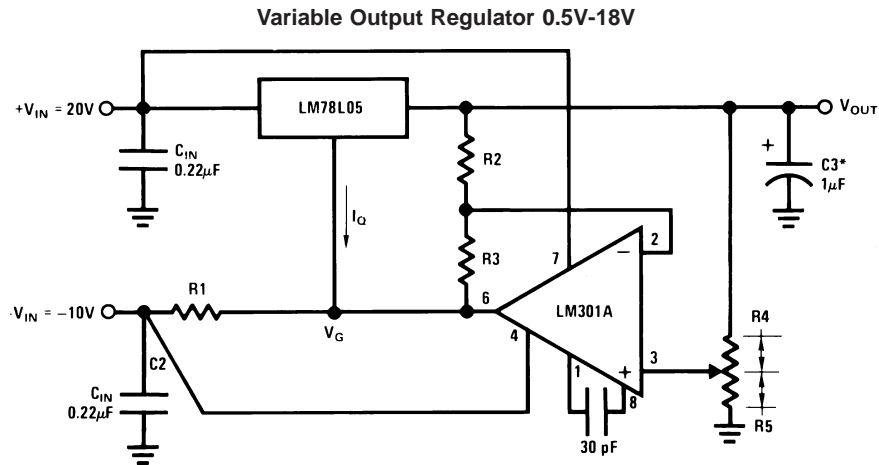 Variable Output Regulator 0.5V-18V
+VIN = 20V
LM78L05
VOUT
CIN
0.22μF
R2
+
C3*
1μF
IQ
R3
7
2
−
-VIN = −10V
R1
6
LM301A
VG
4
R4
C2
1
+
3
8
CIN
0.22μF
R5
30 pF